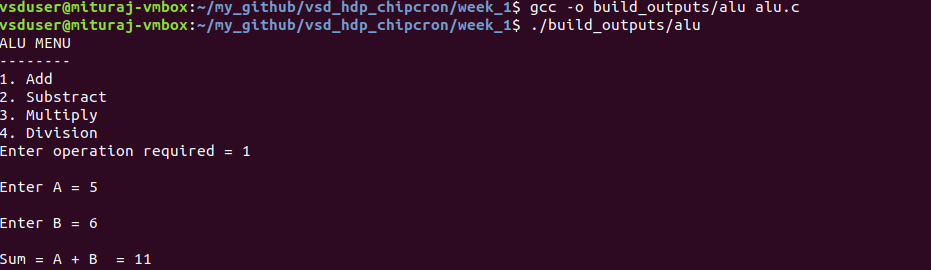 vsduser@mituraj-vmbox:~/my_github/vsd_hdp_chipcron/week_1$ gcc -o build_outputs/alu alu.c
vsduser@mituraj-vmbox:~/my_github/vsd_hdp_chipcron/week_1$ ./build_outputs/alu
ALU MENU
--------
1. Add
2. Substract
3. Multiply
4. Division
Enter operation required = 1
Enter A = 5
Enter B = 6
Sum = A + B  = 11